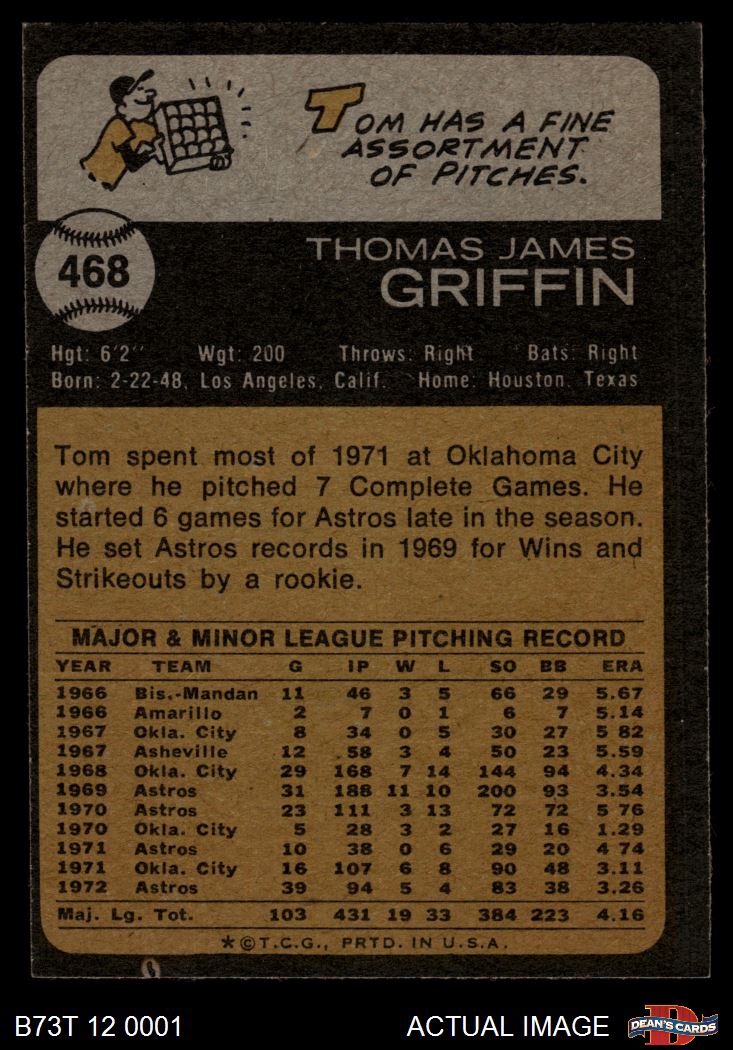 TOM HAS A FINE
ASSORTMENT
OF PITCHES.
468
THOMAS JAMES
GRIFFIN
Hgt: 6'2" Wgt: 200 Throws: Right Bats: Right
Born: 2-22-48, Los Angeles, Calif. Home: Houston, Texas
Tom spent most of 1971 at Oklahoma City
where he pitched 7 Complete Games. He
started 6 games for Astros late in the season.
He set Astros records in 1969 for Wins and
Strikeouts by a rookie.
MAJOR & MINOR LEAGUE PITCHING RECORD
YEAR TEAM G IP W L SO BB ERA
1966 Bis.-Mandan 11 46 3 5 66 29 5.67
1966 Amarillo 2 7 0 1 6 7 5.14
1967 Okla. City 8 34 0 5 30 27 5 82
1967 Asheville 12 58 3 4 50 23 5.59
1968 Okla. City 29 168 7 14 144 94 4.34
1969 Astros 31 188 11 10 200 93 3.54
1970 Astros 23 111 3 13 72 72 5 76
1970 Okla. City 5 28 3 2 27 16 1.29
1971 Astros 10 38 0 6 29 20 4 74
1971 Okla. City 16 107 6 8 90 48 3.11
1972 Astros 39 94 5 4 83 38 3.26
Maj. Lg. Tot. 103 431 19 33 384 223 4.16
*©T.C.G., PRTD. IN U.S.A.
B73T 12 0001 ACTUAL IMAGE D DEAN'S CARDS